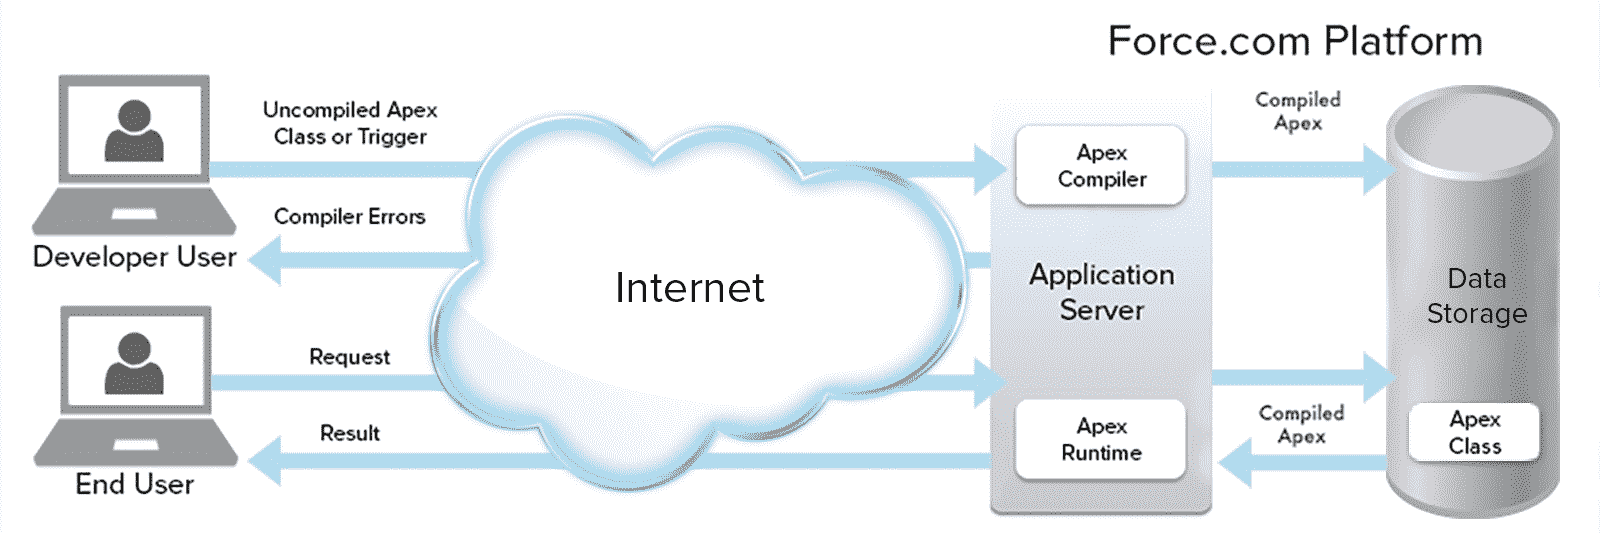 Force.com Platform
Uncompiled Apex
Class or Trigger
Compiler Errors
Developer User
Request
Result
End User
Internet
Apex
Compiler
Application
Server
Apex
Runtime
Compiled
Apex
Compiled
Apex
Data
Storage
Apex
Class